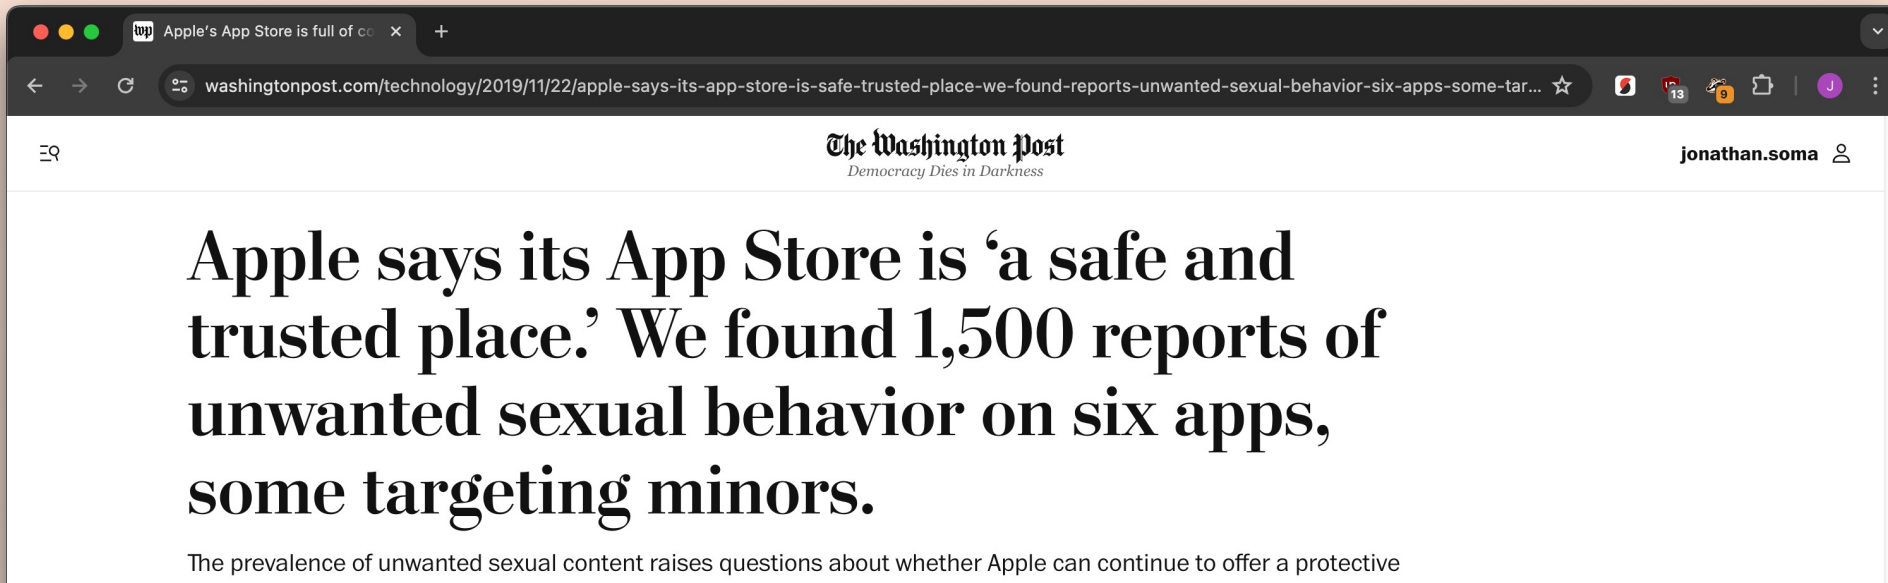 Apple's App Store is full of co
washingtonpost.com/technology/2019/11/22/apple-says-its-app-store-is-safe-trusted-place-we-found-reports-unwanted-sexual-behavior-six-apps-some-tar...
13
9
J
The Washington Post
Democracy Dies in Darkness
jonathan.soma
Apple says its App Store is ‘a safe and
trusted place.’ We found 1,500 reports of
unwanted sexual behavior on six apps,
some targeting minors.
The prevalence of unwanted sexual content raises questions about whether Apple can continue to offer a protective